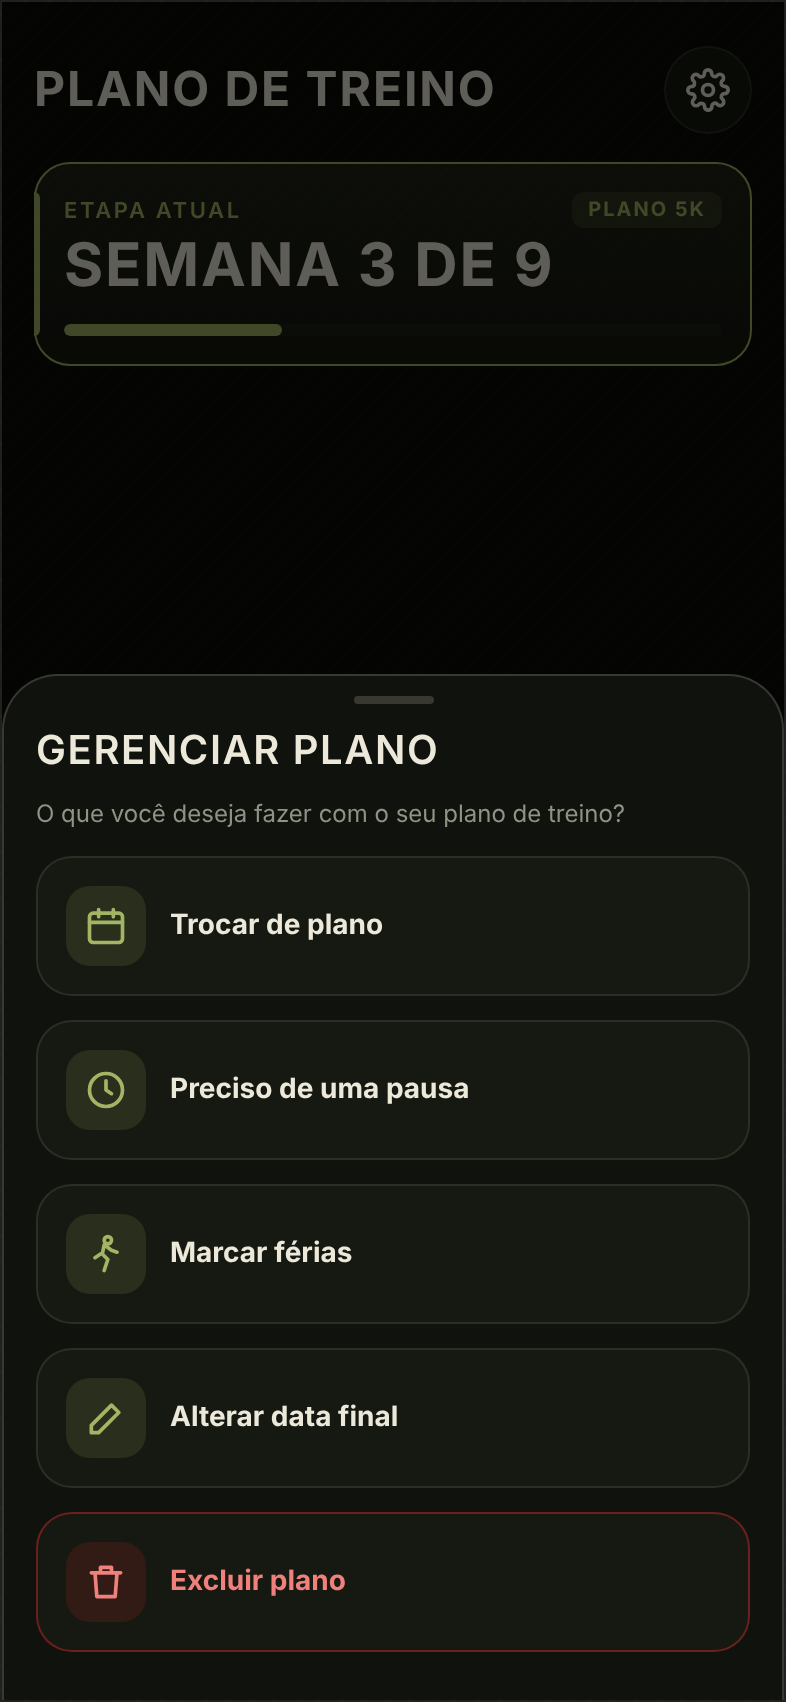 PLANO DE TREINO
ETAPA ATUAL
PLANO 5K
SEMANA 3 DE 9
GERENCIAR PLANO
O que você deseja fazer com o seu plano de treino?
Trocar de plano
Preciso de uma pausa
Marcar férias
Alterar data final
Excluir plano